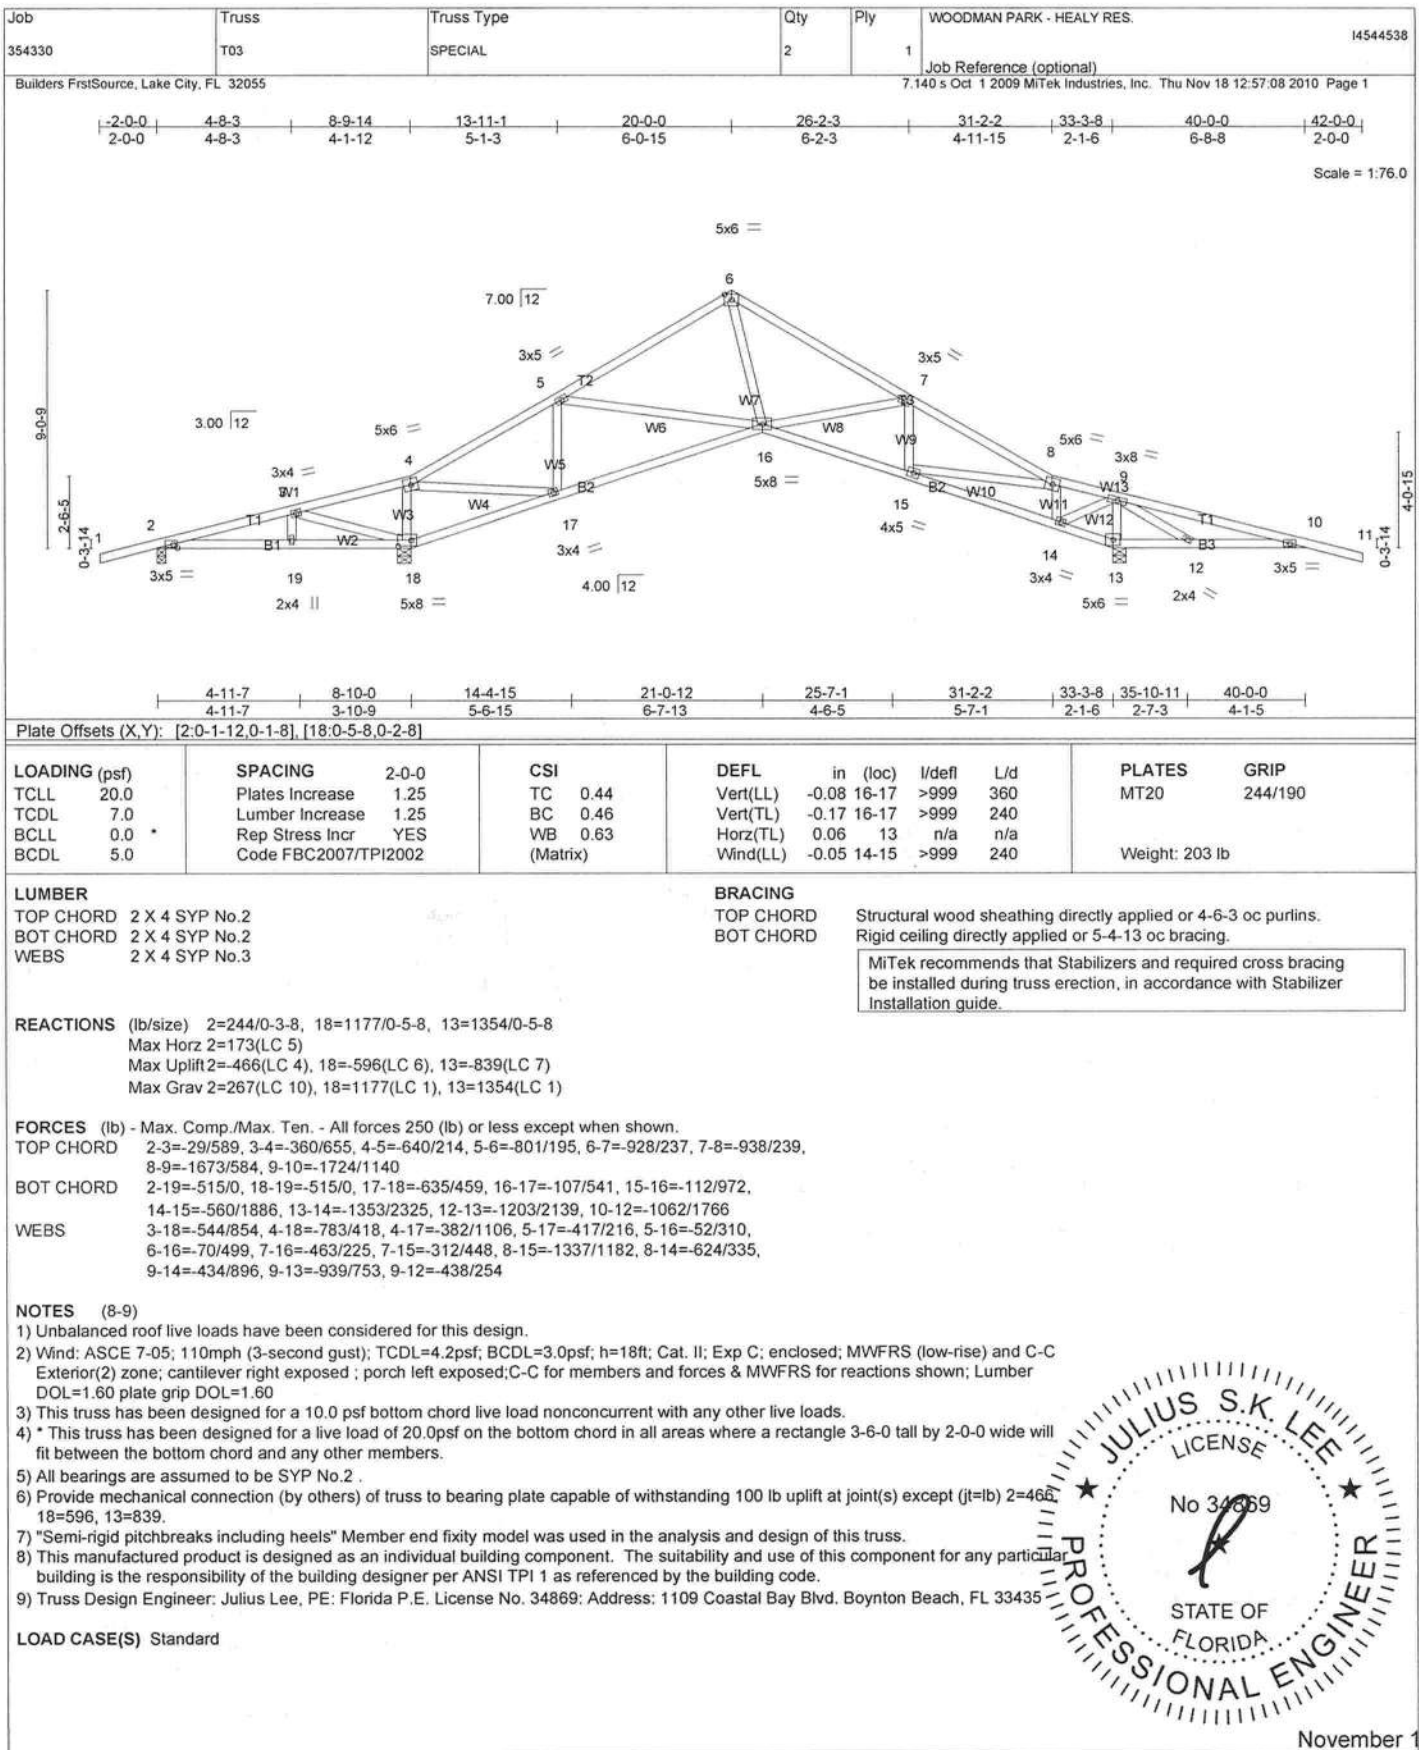 Job Truss Truss Type Qty Ply WOODMAN PARK - HEALY RES.
I4544538
354330 T03 SPECIAL 2 1
Job Reference (optional)
Builders FrstSource, Lake City, FL 32055 7.140 s Oct 1 2009 MiTek Industries, Inc. Thu Nov 18 12:57:08 2010 Page 1
-2-0-0 4-8-3 8-9-14 13-11-1 20-0-0 26-2-3 31-2-2 33-3-8 40-0-0 42-0-0
2-0-0 4-8-3 4-1-12 5-1-3 6-0-15 6-2-3 4-11-15 2-1-6 6-8-8 2-0-0
Scale = 1:76.0
5x6 =
6
7.00 12
3x5 3x5
5 T2 7
W7 T3
9-0-9
3.00 12
5x6 W6 W8 W9 5x6
4 8 3x8
3x4 9
W1 W5 16 W13
2-6-5 4-0-15
W3 W4 B2 5x8 = 15 B2 W10 W11 W12
2 T1 17 4x5 T1 10
0-3-14 1 B1 W2 3x4 14 B3 11 0-3-14
3x5 = 19 18 4.00 12 3x4 13 12 3x5 =
2x4 || 5x8 = 5x6 = 2x4
4-11-7 8-10-0 14-4-15 21-0-12 25-7-1 31-2-2 33-3-8 35-10-11 40-0-0
4-11-7 3-10-9 5-6-15 6-7-13 4-6-5 5-7-1 2-1-6 2-7-3 4-1-5
Plate Offsets (X,Y): [2:0-1-12,0-1-8], [18:0-5-8,0-2-8]
LOADING (psf) SPACING 2-0-0 CSI DEFL in (loc) l/defl L/d PLATES GRIP
TCLL 20.0 Plates Increase 1.25 TC 0.44 Vert(LL) -0.08 16-17 >999 360 MT20 244/190
TCDL 7.0 Lumber Increase 1.25 BC 0.46 Vert(TL) -0.17 16-17 >999 240
BCLL 0.0 * Rep Stress Incr YES WB 0.63 Horz(TL) 0.06 13 n/a n/a
BCDL 5.0 Code FBC2007/TPI2002 (Matrix) Wind(LL) -0.05 14-15 >999 240 Weight: 203 lb
LUMBER
TOP CHORD 2 X 4 SYP No.2
BOT CHORD 2 X 4 SYP No.2
WEBS 2 X 4 SYP No.3
BRACING
TOP CHORD Structural wood sheathing directly applied or 4-6-3 oc purlins.
BOT CHORD Rigid ceiling directly applied or 5-4-13 oc bracing.
MiTek recommends that Stabilizers and required cross bracing
be installed during truss erection, in accordance with Stabilizer
Installation guide.
REACTIONS (lb/size) 2=244/0-3-8, 18=1177/0-5-8, 13=1354/0-5-8
Max Horz 2=173(LC 5)
Max Uplift2=-466(LC 4), 18=-596(LC 6), 13=-839(LC 7)
Max Grav 2=267(LC 10), 18=1177(LC 1), 13=1354(LC 1)
FORCES (lb) - Max. Comp./Max. Ten. - All forces 250 (lb) or less except when shown.
TOP CHORD 2-3=-29/589, 3-4=-360/655, 4-5=-640/214, 5-6=-801/195, 6-7=-928/237, 7-8=-938/239,
8-9=-1673/584, 9-10=-1724/1140
BOT CHORD 2-19=-515/0, 18-19=-515/0, 17-18=-635/459, 16-17=-107/541, 15-16=-112/972,
14-15=-560/1886, 13-14=-1353/2325, 12-13=-1203/2139, 10-12=-1062/1766
WEBS 3-18=-544/854, 4-18=-783/418, 4-17=-382/1106, 5-17=-417/216, 5-16=-52/310,
6-16=-70/499, 7-16=-463/225, 7-15=-312/448, 8-15=-1337/1182, 8-14=-624/335,
9-14=-434/896, 9-13=-939/753, 9-12=-438/254
NOTES (8-9)
1) Unbalanced roof live loads have been considered for this design.
2) Wind: ASCE 7-05; 110mph (3-second gust); TCDL=4.2psf; BCDL=3.0psf; h=18ft; Cat. II; Exp C; enclosed; MWFRS (low-rise) and C-C
Exterior(2) zone; cantilever right exposed ; porch left exposed;C-C for members and forces & MWFRS for reactions shown; Lumber
DOL=1.60 plate grip DOL=1.60
3) This truss has been designed for a 10.0 psf bottom chord live load nonconcurrent with any other live loads.
4) * This truss has been designed for a live load of 20.0psf on the bottom chord in all areas where a rectangle 3-6-0 tall by 2-0-0 wide will
fit between the bottom chord and any other members.
5) All bearings are assumed to be SYP No.2 .
6) Provide mechanical connection (by others) of truss to bearing plate capable of withstanding 100 lb uplift at joint(s) except (jt=lb) 2=466,
18=596, 13=839.
7) "Semi-rigid pitchbreaks including heels" Member end fixity model was used in the analysis and design of this truss.
8) This manufactured product is designed as an individual building component. The suitability and use of this component for any particular
building is the responsibility of the building designer per ANSI TPI 1 as referenced by the building code.
9) Truss Design Engineer: Julius Lee, PE: Florida P.E. License No. 34869: Address: 1109 Coastal Bay Blvd. Boynton Beach, FL 33435
LOAD CASE(S) Standard
JULIUS S.K. LEE
LICENSE
No 34869
STATE OF
FLORIDA
PROFESSIONAL ENGINEER
November 1